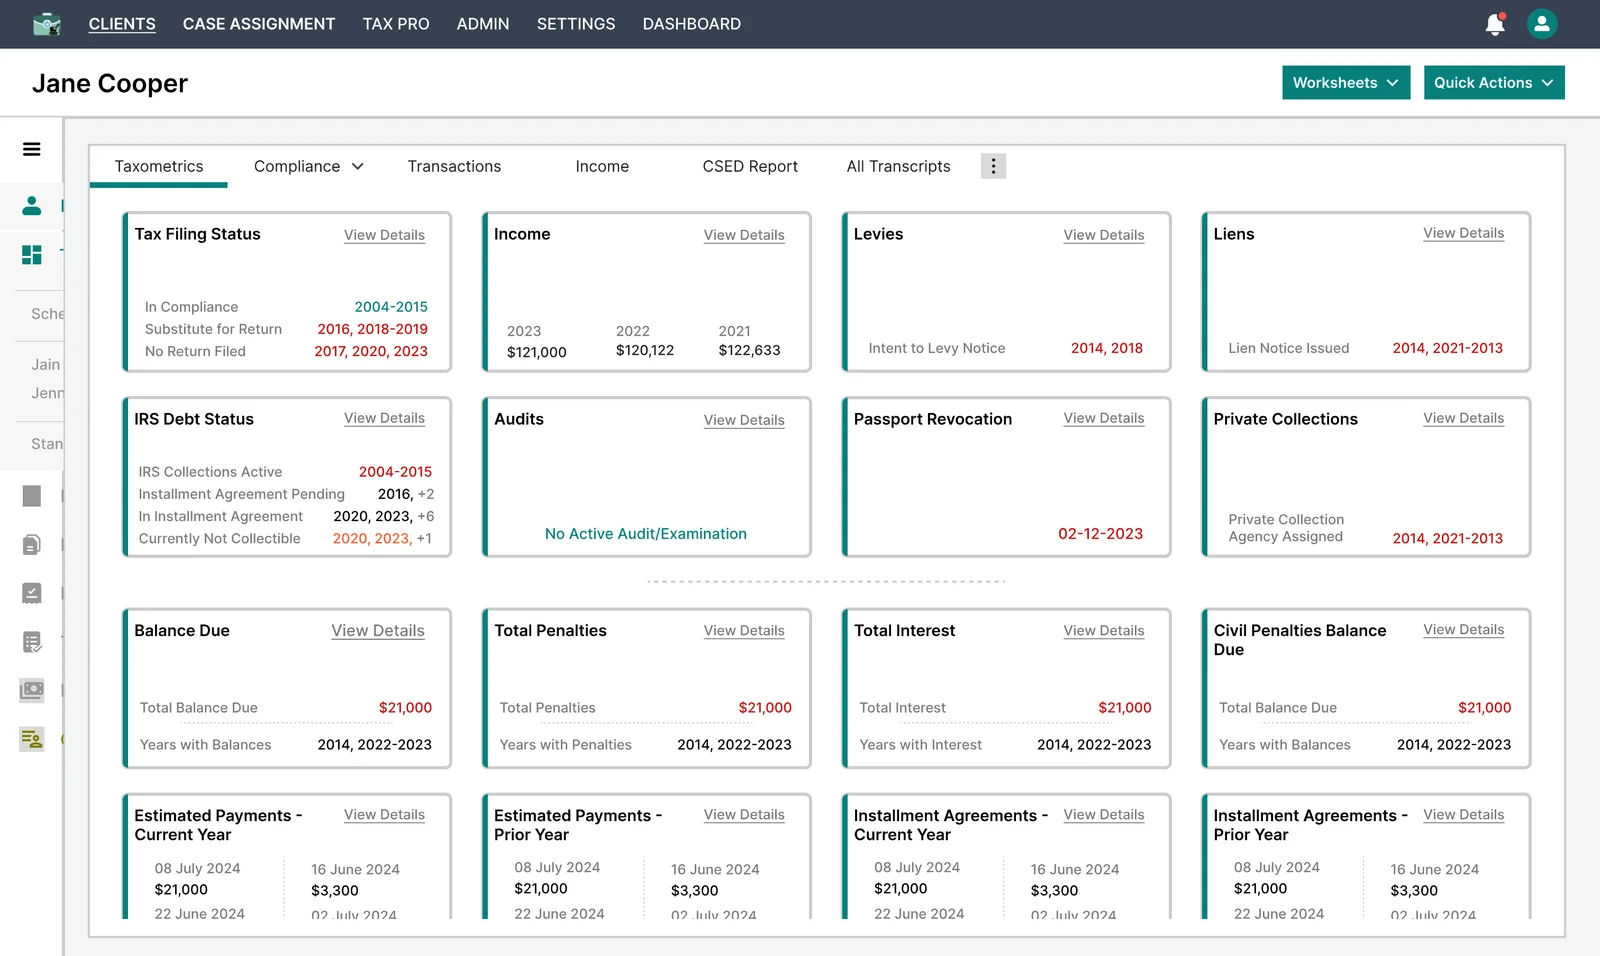 CLIENTS CASE ASSIGNMENT TAX PRO ADMIN SETTINGS DASHBOARD
Jane Cooper
Worksheets Quick Actions
Taxometrics Compliance Transactions Income CSED Report All Transcripts
Sche
Jain
Jenn
Stan
Tax Filing Status View Details
In Compliance 2004-2015
Substitute for Return 2016, 2018-2019
No Return Filed 2017, 2020, 2023
Income View Details
2023 2022 2021
$121,000 $120,122 $122,633
Levies View Details
Intent to Levy Notice 2014, 2018
Liens View Details
Lien Notice Issued 2014, 2021-2013
IRS Debt Status View Details
IRS Collections Active 2004-2015
Installment Agreement Pending 2016, +2
In Installment Agreement 2020, 2023, +6
Currently Not Collectible 2020, 2023, +1
Audits View Details
No Active Audit/Examination
Passport Revocation View Details
02-12-2023
Private Collections View Details
Private Collection
Agency Assigned 2014, 2021-2013
Balance Due View Details
Total Balance Due $21,000
Years with Balances 2014, 2022-2023
Total Penalties View Details
Total Penalties $21,000
Years with Penalties 2014, 2022-2023
Total Interest View Details
Total Interest $21,000
Years with Interest 2014, 2022-2023
Civil Penalties Balance View Details
Due
Total Balance Due $21,000
Years with Balances 2014, 2022-2023
Estimated Payments - View Details
Current Year
08 July 2024 16 June 2024
$21,000 $3,300
22 June 2024 02 July 2024
Estimated Payments - View Details
Prior Year
08 July 2024 16 June 2024
$21,000 $3,300
22 June 2024 02 July 2024
Installment Agreements - View Details
Current Year
08 July 2024 16 June 2024
$21,000 $3,300
22 June 2024 02 July 2024
Installment Agreements - View Details
Prior Year
08 July 2024 16 June 2024
$21,000 $3,300
22 June 2024 02 July 2024